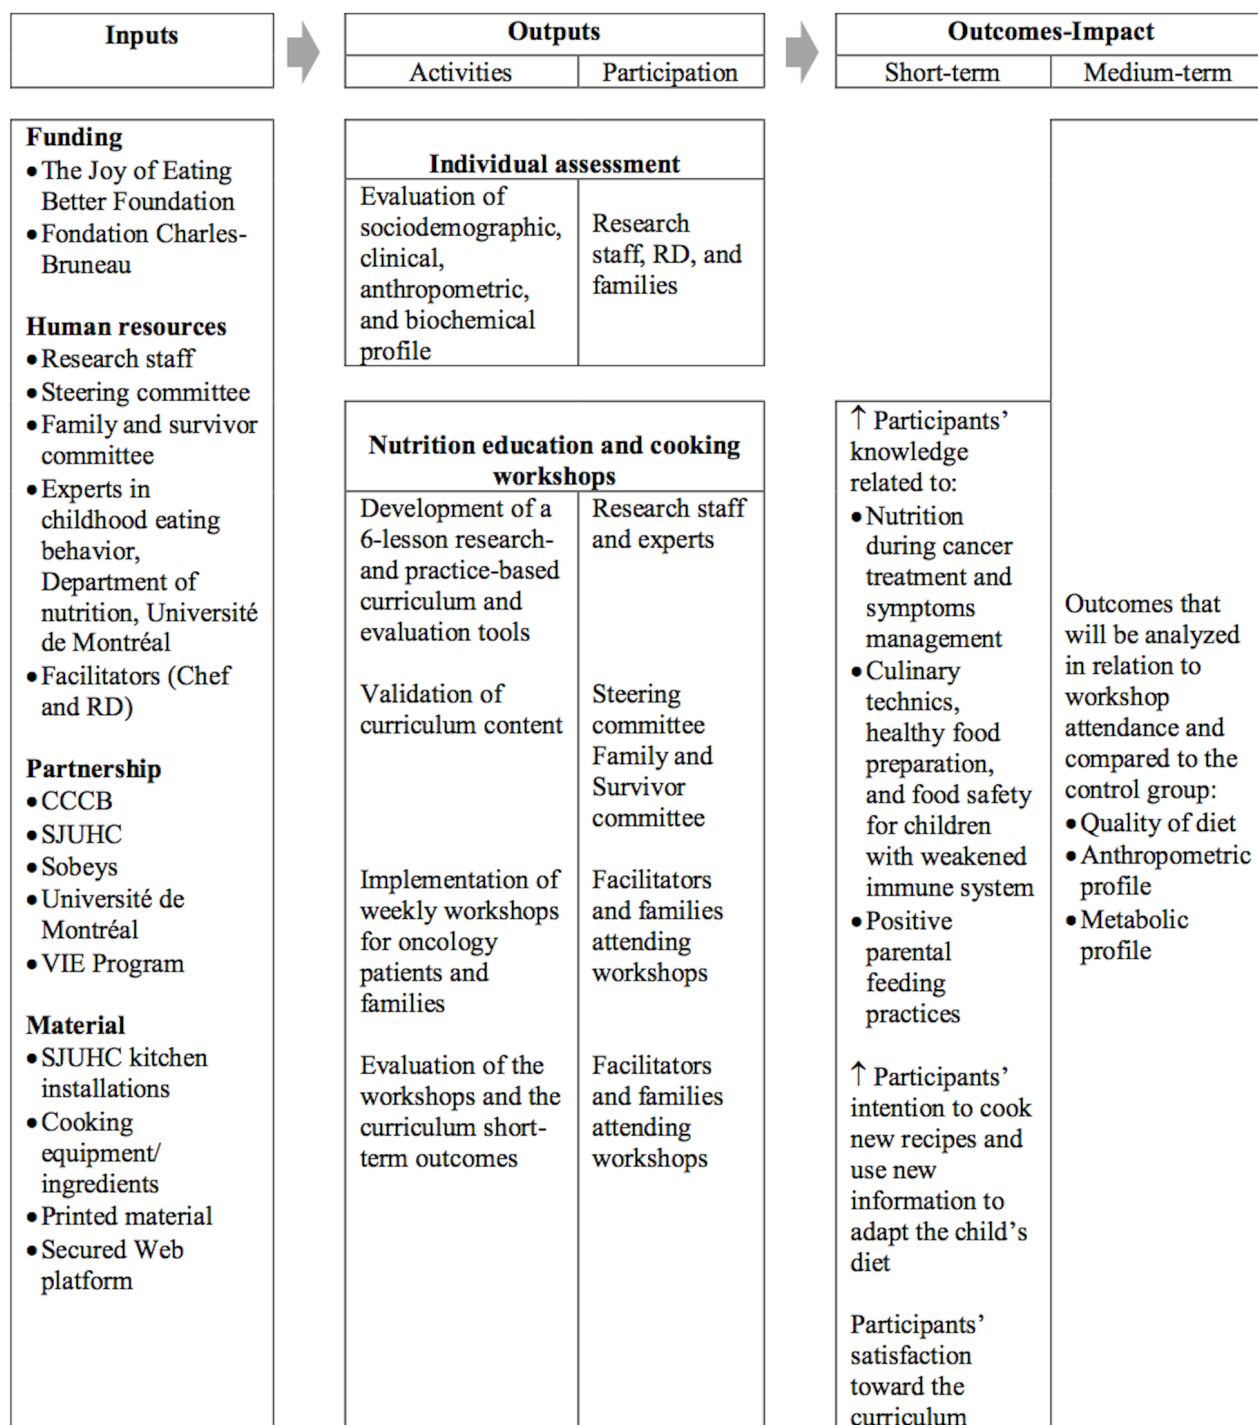 Inputs
Outputs
Activities
Participation
Outcomes-Impact
Short-term
Medium-term
Funding
• The Joy of Eating
Better Foundation
• Fondation Charles-
Bruneau
Human resources
• Research staff
• Steering committee
• Family and survivor
committee
• Experts in
childhood eating
behavior,
Department of
nutrition, Université
de Montréal
• Facilitators (Chef
and RD)
Partnership
• CCCB
• SJUHC
• Sobeys
• Université de
Montréal
• VIE Program
Material
• SJUHC kitchen
installations
• Cooking
equipment/
ingredients
• Printed material
• Secured Web
platform
Individual assessment
Evaluation of
sociodemographic,
clinical,
anthropometric,
and biochemical
profile
Research
staff, RD, and
families
Nutrition education and cooking
workshops
Development of a
6-lesson research-
and practice-based
curriculum and
evaluation tools
Research staff
and experts
Validation of
curriculum content
Steering
committee
Family and
Survivor
committee
Implementation of
weekly workshops
for oncology
patients and
families
Facilitators
and families
attending
workshops
Evaluation of the
workshops and the
curriculum short-
term outcomes
Facilitators
and families
attending
workshops
↑ Participants’
knowledge
related to:
• Nutrition
during cancer
treatment and
symptoms
management
• Culinary
technics,
healthy food
preparation,
and food safety
for children
with weakened
immune system
• Positive
parental
feeding
practices
↑ Participants’
intention to cook
new recipes and
use new
information to
adapt the child’s
diet
Participants’
satisfaction
toward the
curriculum
Outcomes that
will be analyzed
in relation to
workshop
attendance and
compared to the
control group:
• Quality of diet
• Anthropometric
profile
• Metabolic
profile